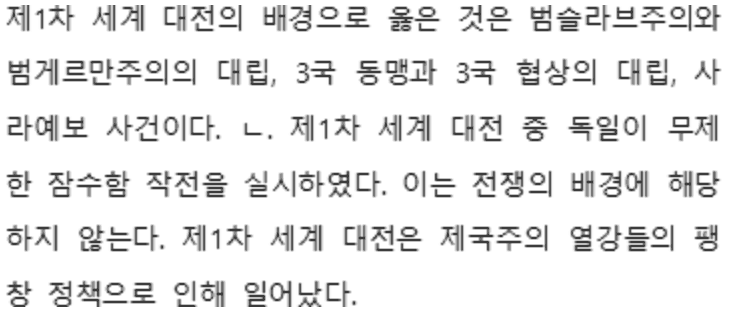 제1차 세계 대전의 배경으로 옳은 것은 범슬라브주의와
범게르만주의의 대립, 3국 동맹과 3국 협상의 대립, 사
라예보 사건이다. ㄴ. 제1차 세계 대전 중 독일이 무제
한 잠수함 작전을 실시하였다. 이는 전쟁의 배경에 해당
하지 않는다. 제1차 세계 대전은 제국주의 열강들의 팽
창 정책으로 인해 일어났다.